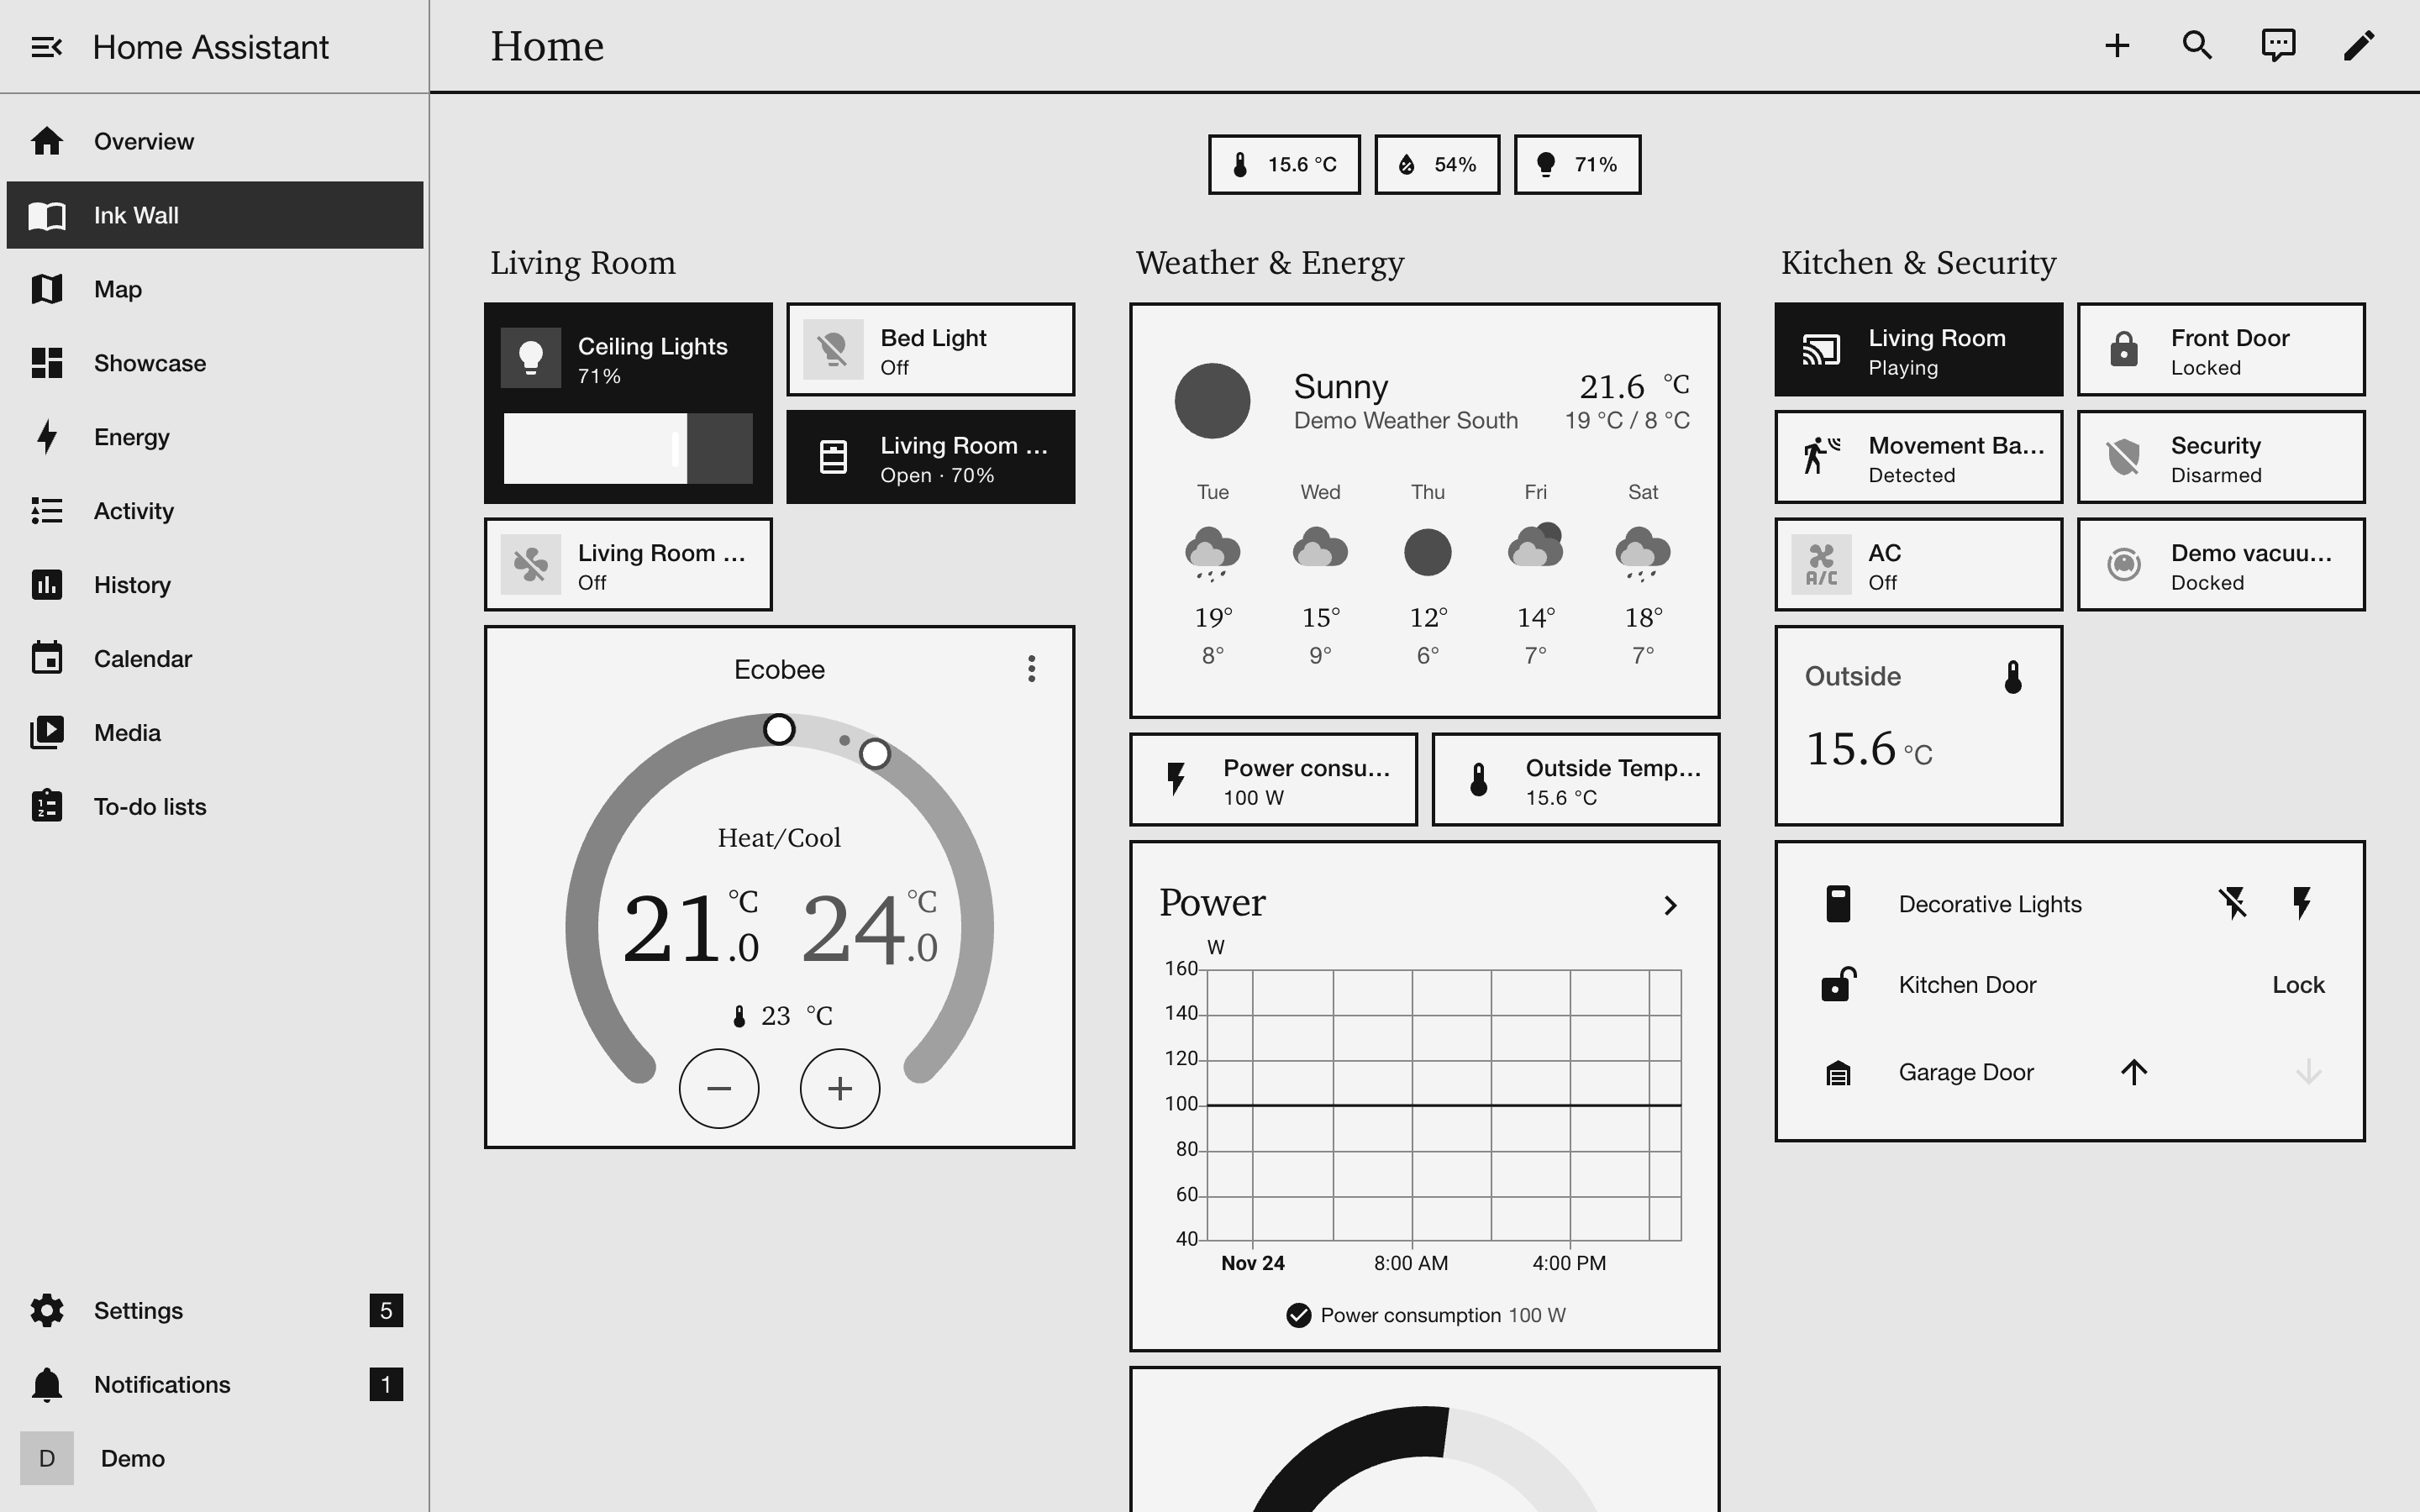 Home Assistant
Overview
Ink Wall
Map
Showcase
Energy
Activity
History
Calendar
Media
To-do lists
Settings 5
Notifications 1
D Demo
Home
15.6 °C
54%
71%
Living Room
Ceiling Lights
71%
Bed Light
Off
Living Room ...
Open · 70%
Living Room ...
Off
Ecobee
Heat/Cool
21.0 °C 24.0 °C
23 °C
Weather & Energy
Sunny
Demo Weather South
21.6 °C
19 °C / 8 °C
Tue Wed Thu Fri Sat
19° 15° 12° 14° 18°
8° 9° 6° 7° 7°
Power consu...
100 W
Outside Temp...
15.6 °C
Power
W
160
140
120
100
80
60
40
Nov 24 8:00 AM 4:00 PM
Power consumption 100 W
Kitchen & Security
Living Room
Playing
Front Door
Locked
Movement Ba...
Detected
Security
Disarmed
A/C
AC
Off
Demo vacuu...
Docked
Outside
15.6 °C
Decorative Lights
Kitchen Door Lock
Garage Door